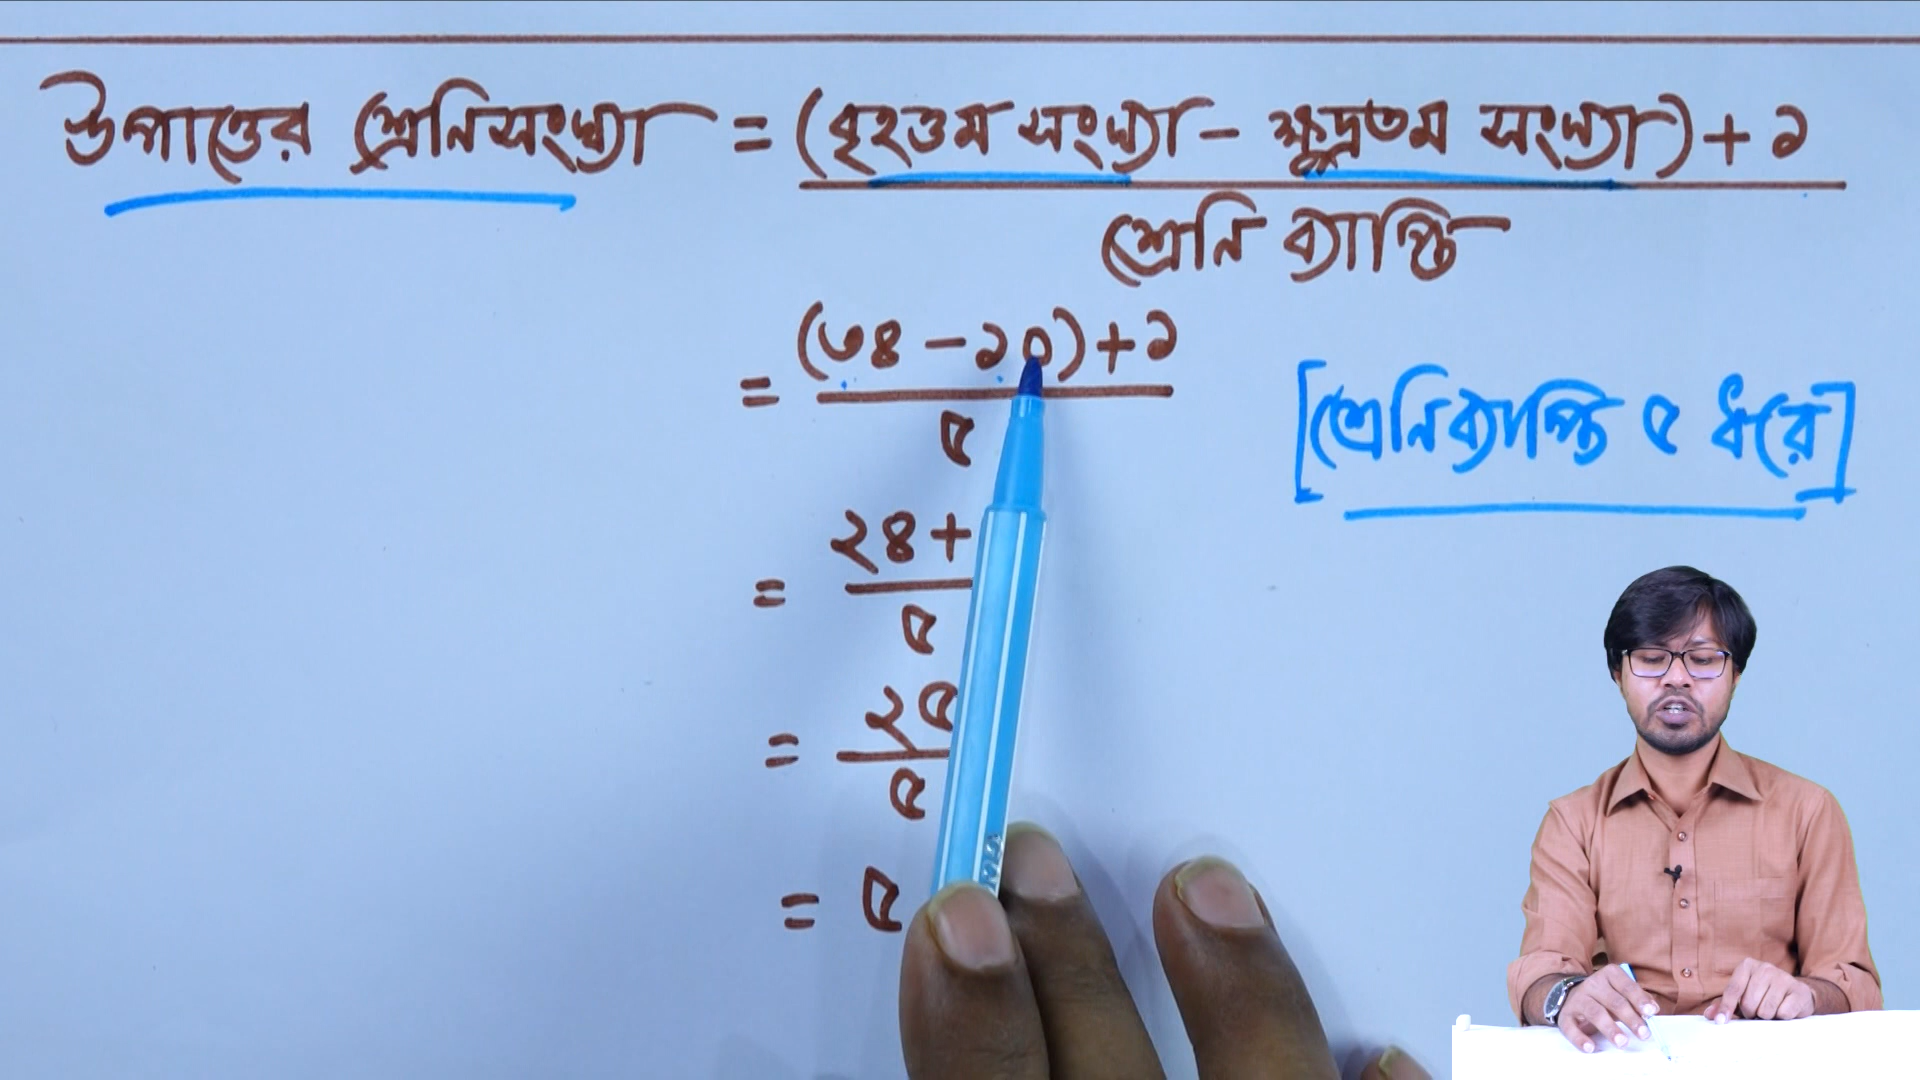 উপাত্তের শ্রেনিসংখ্যা = (বৃহত্তম সংখ্যা - ক্ষুদ্রতম সংখ্যা) + ১
শ্রেনি ব্যাপ্তি
= (৩৪ - ১০) + ১
৫
[শ্রেনিব্যাপ্তি ৫ ধরে]
= ২৪ +
৫
= ২৫
৫
= ৫